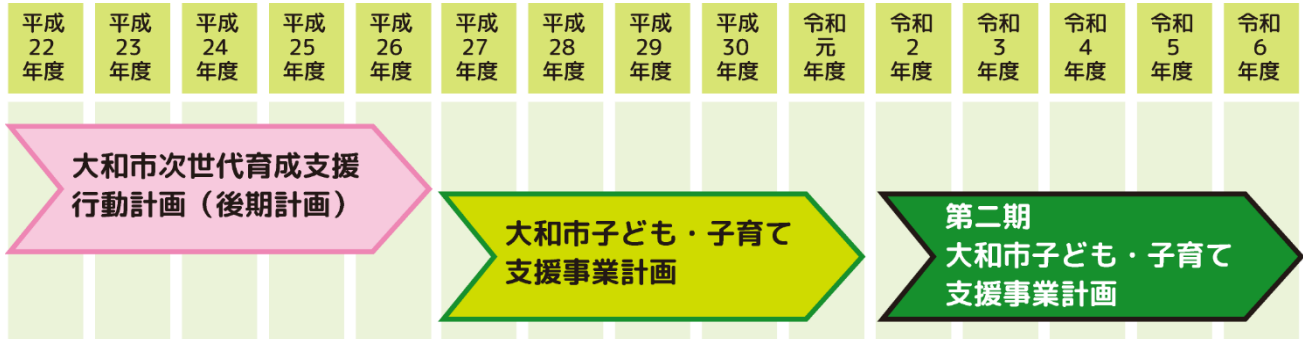 平成
22
年度
平成
23
年度
平成
24
年度
平成
25
年度
平成
26
年度
平成
27
年度
平成
28
年度
平成
29
年度
平成
30
年度
令和
元
年度
令和
2
年度
令和
3
年度
令和
4
年度
令和
5
年度
令和
6
年度
大和市次世代育成支援
行動計画（後期計画）
大和市子ども・子育て
支援事業計画
第二期
大和市子ども・子育て
支援事業計画